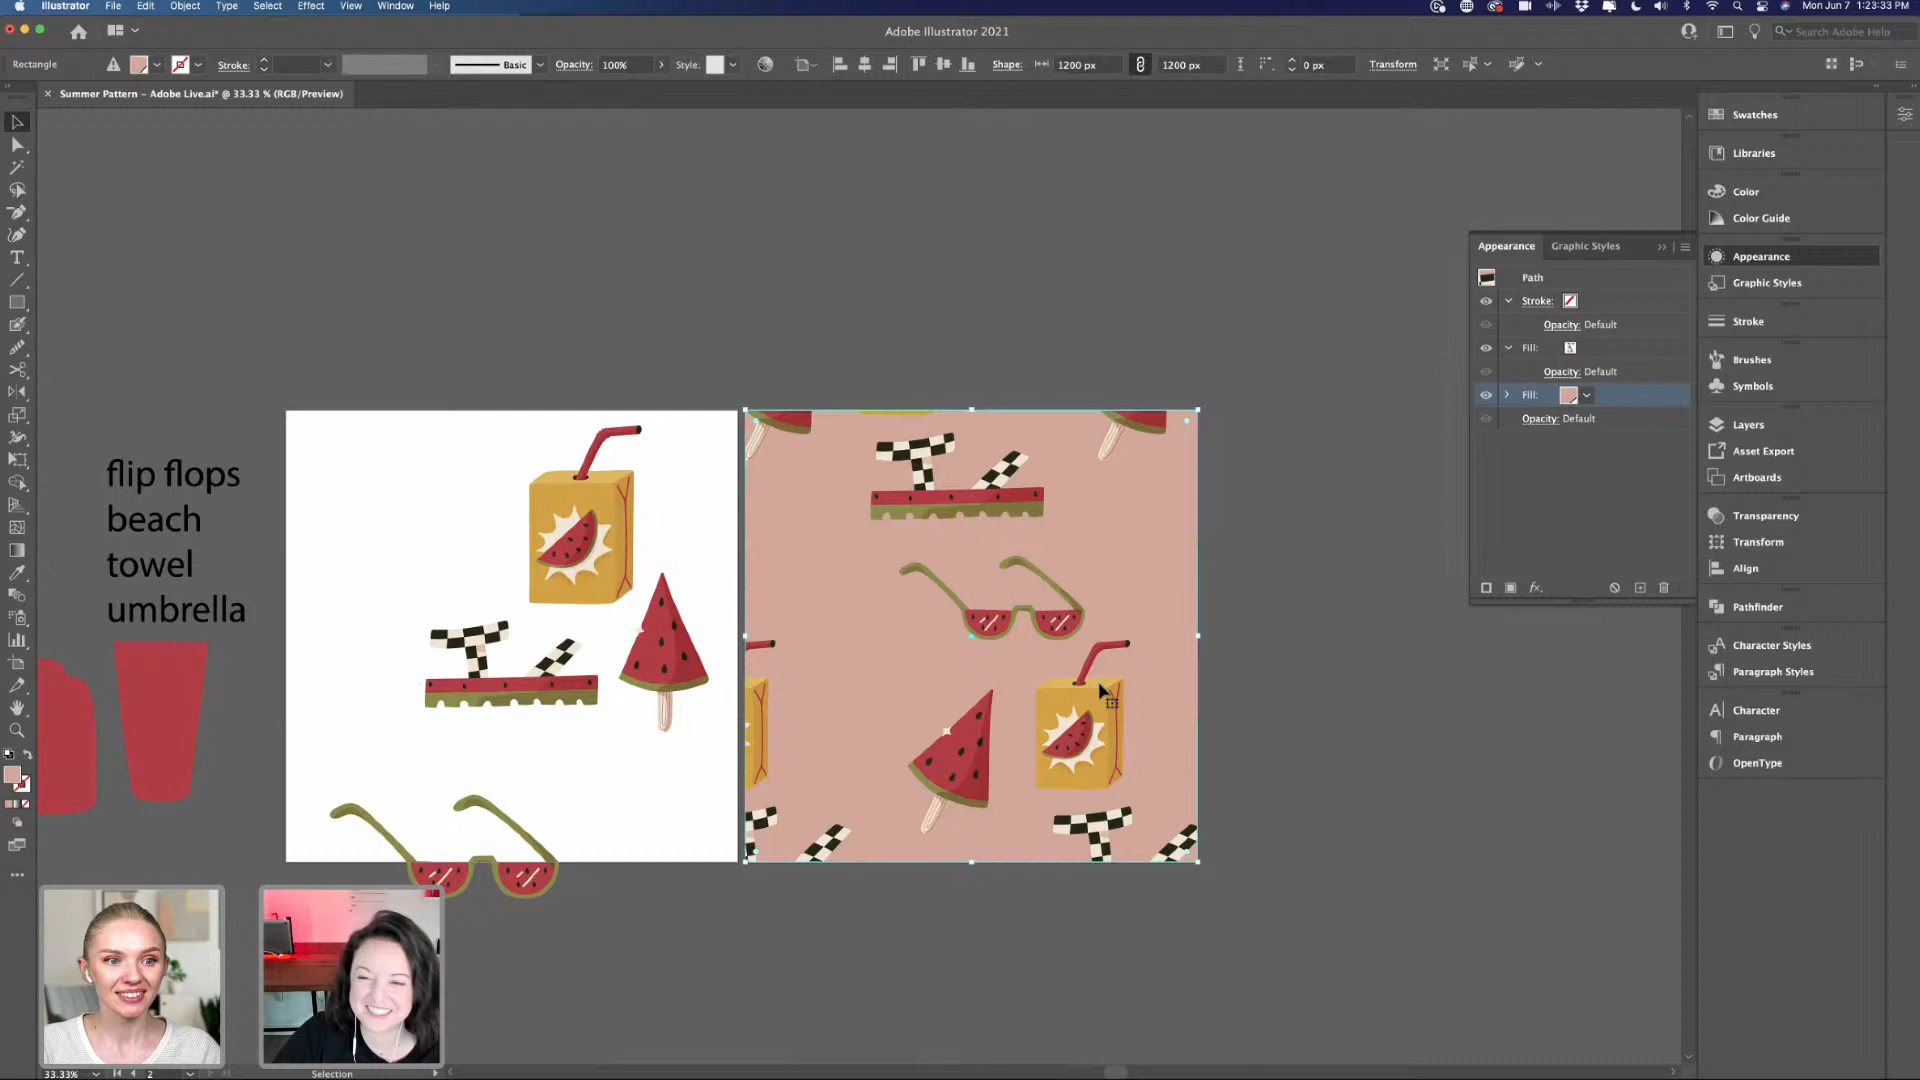 Illustrator File Edit Object Type Select Effect View Window Help
Mon Jun 7 1:23:33 PM
Adobe Illustrator 2021
Search Adobe Help
Rectangle
Stroke:
Basic
Opacity: 100%
Style:
Shape:
1200 px
1200 px
0 px
Transform
× Summer Pattern – Adobe Live.ai* @ 33.33 % (RGB/Preview)
flip flops
beach
towel
umbrella
Appearance
Graphic Styles
Path
Stroke:
Opacity: Default
Fill:
Opacity: Default
Fill:
Opacity: Default
Swatches
Libraries
Color
Color Guide
Appearance
Graphic Styles
Stroke
Brushes
Symbols
Layers
Asset Export
Artboards
Transparency
Transform
Align
Pathfinder
Character Styles
Paragraph Styles
Character
Paragraph
OpenType
33.33%
2
Selection